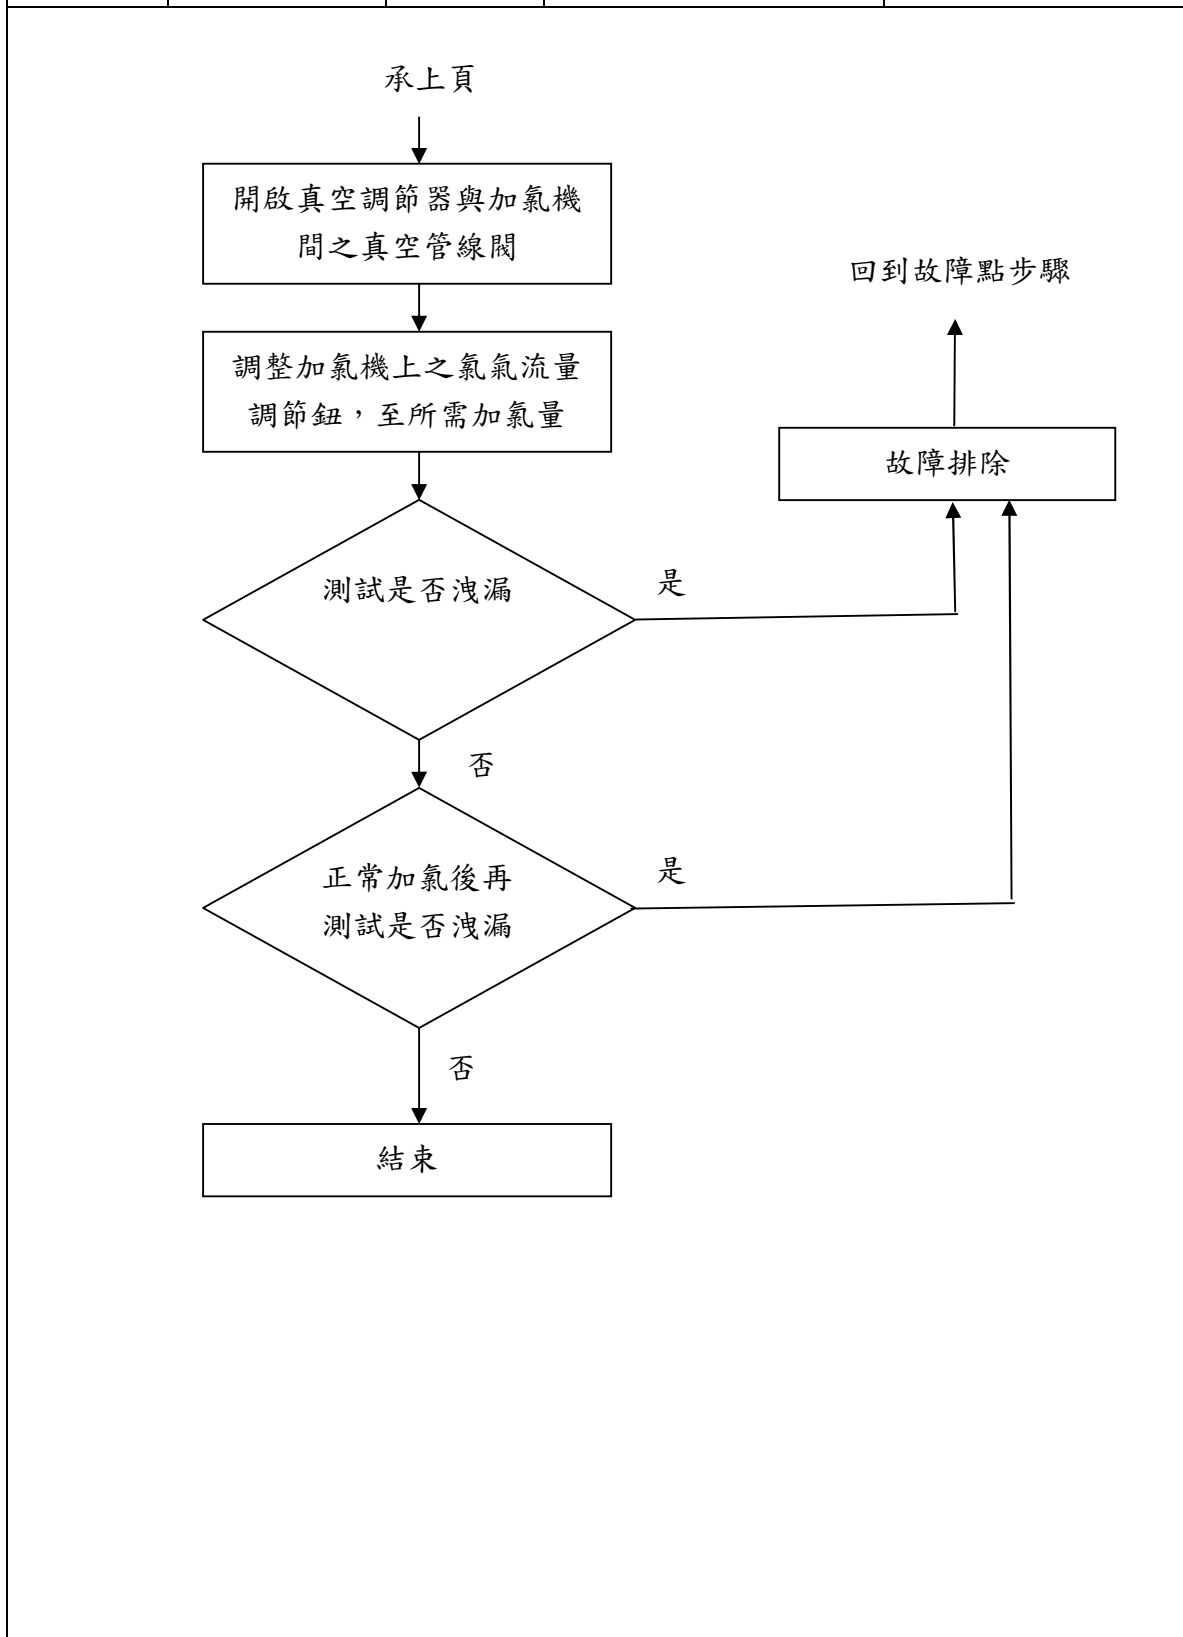 承上頁
開啟真空調節器與加氯機
間之真空管線閥
回到故障點步驟
調整加氯機上之氯氣流量
調節鈕，至所需加氯量
故障排除
測試是否洩漏
是
否
正常加氯後再
測試是否洩漏
是
否
結束